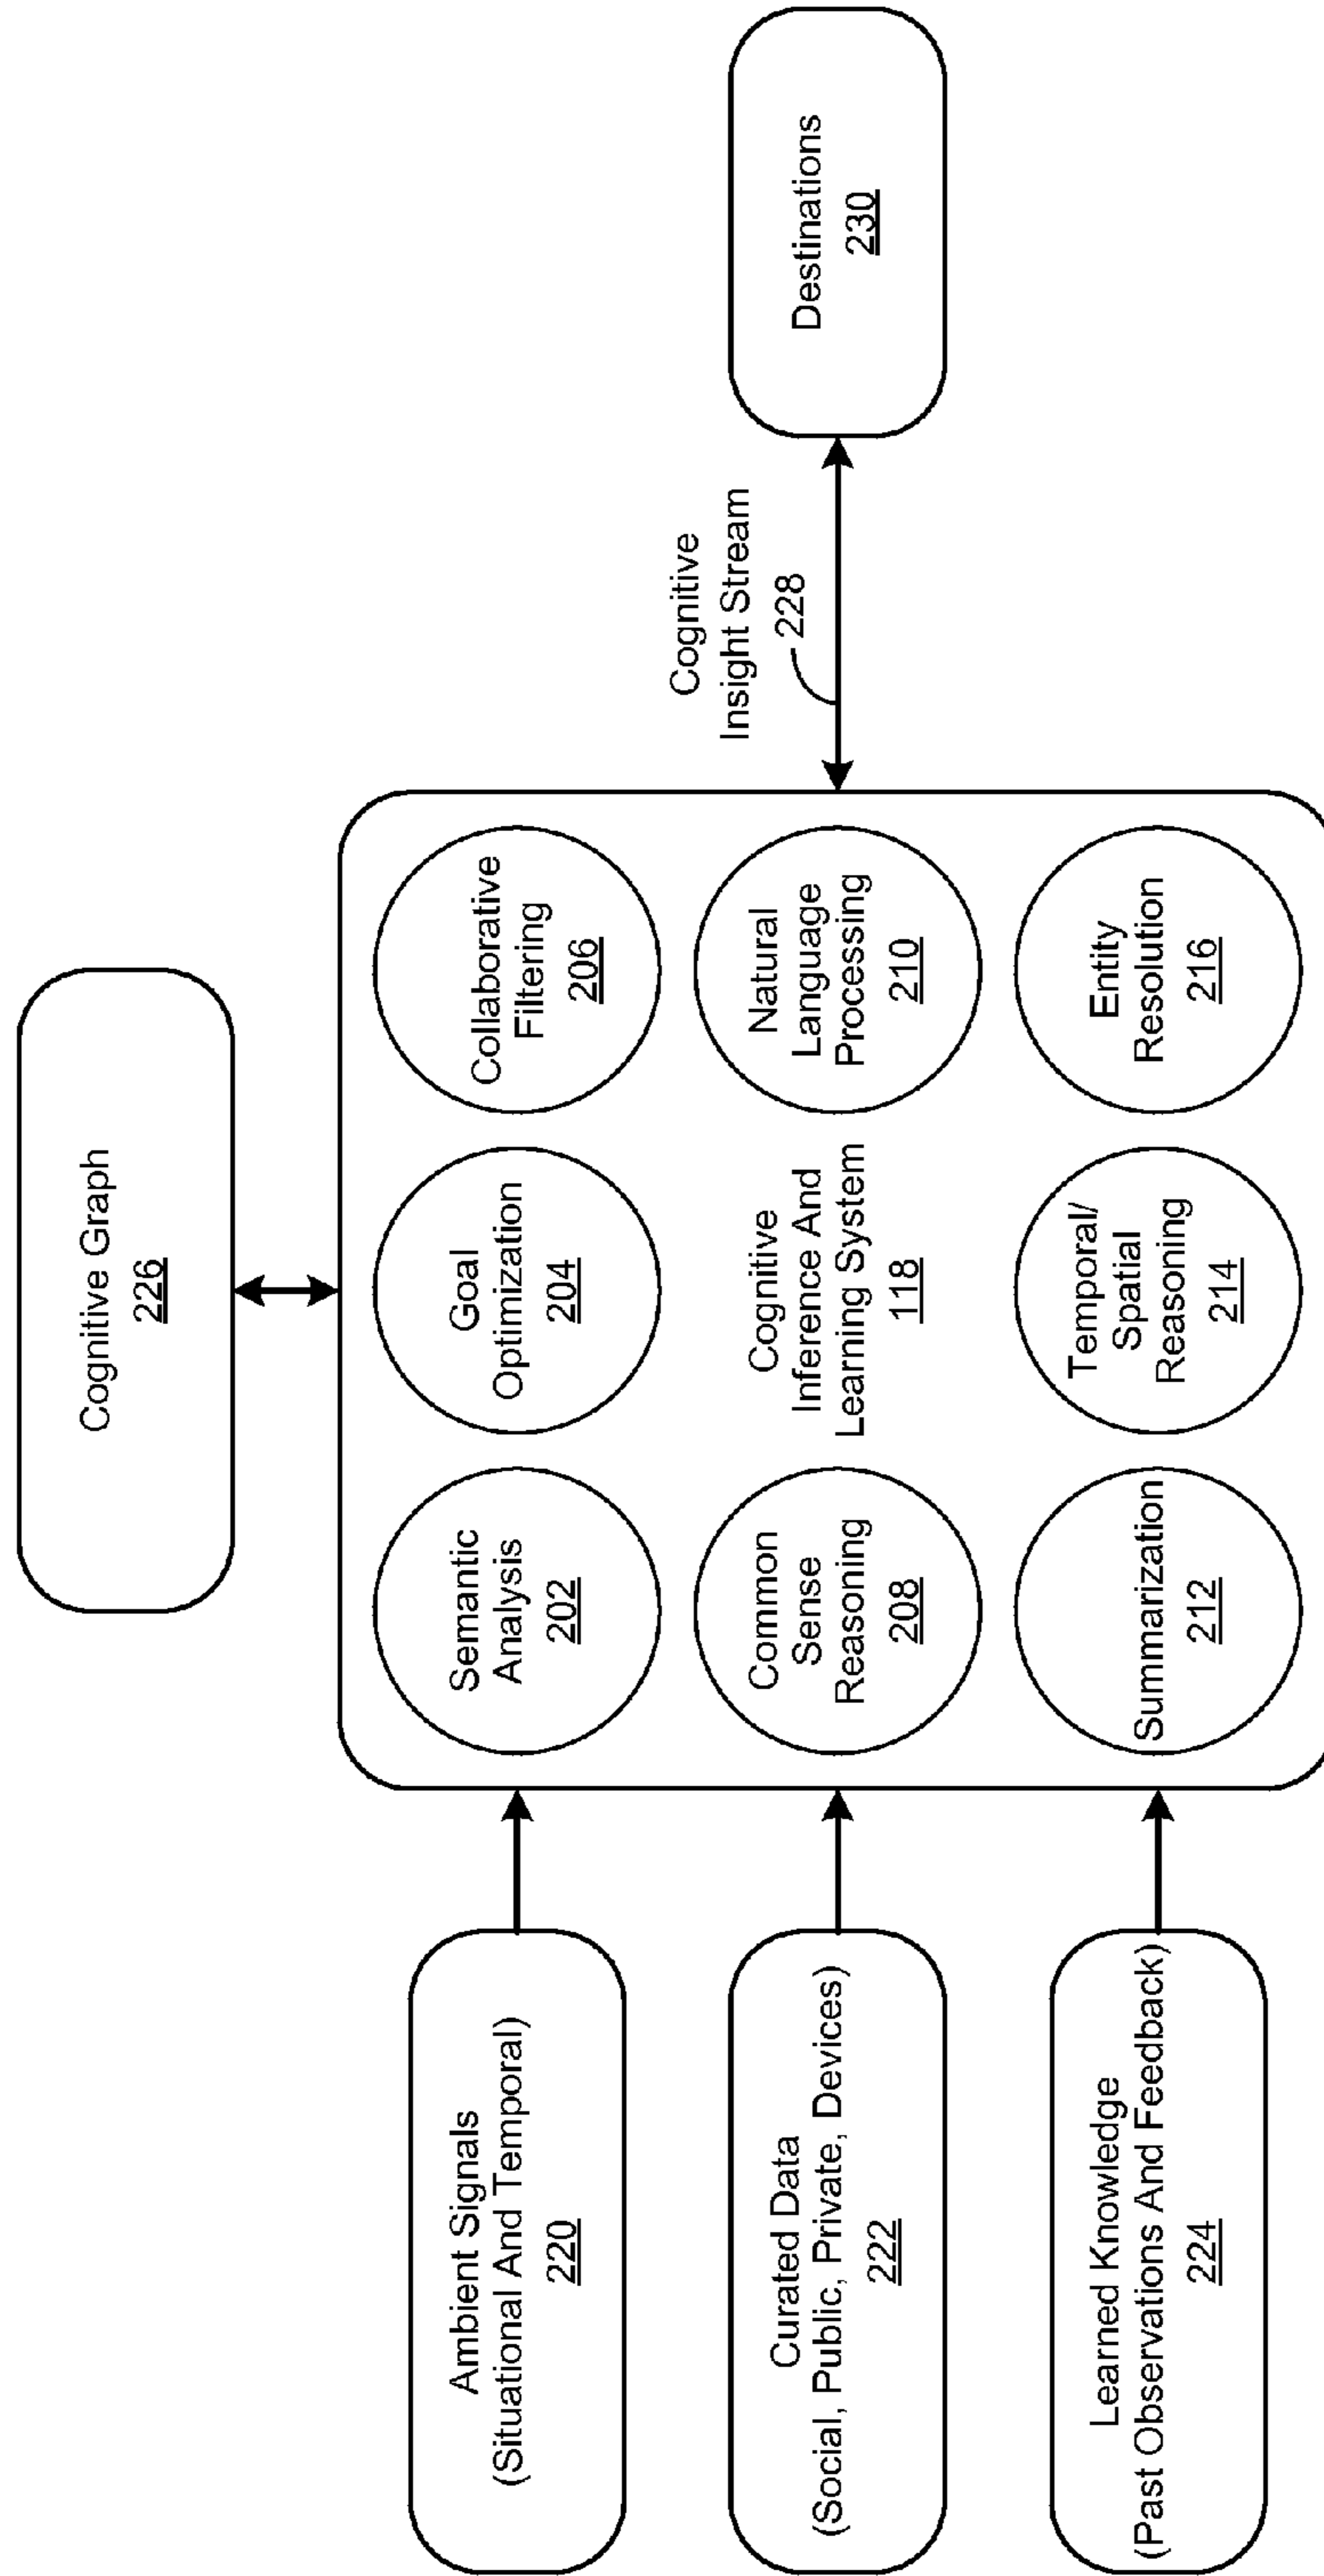 Cognitive Graph
226
Ambient Signals
(Situational And Temporal)
220
Curated Data
(Social, Public, Private, Devices)
222
Learned Knowledge
(Past Observations And Feedback)
224
Semantic
Analysis
202
Goal
Optimization
204
Collaborative
Filtering
206
Common
Sense
Reasoning
208
Cognitive
Inference And
Learning System
118
Natural
Language
Processing
210
Summarization
212
Temporal/
Spatial
Reasoning
214
Entity
Resolution
216
Cognitive
Insight Stream
228
Destinations
230